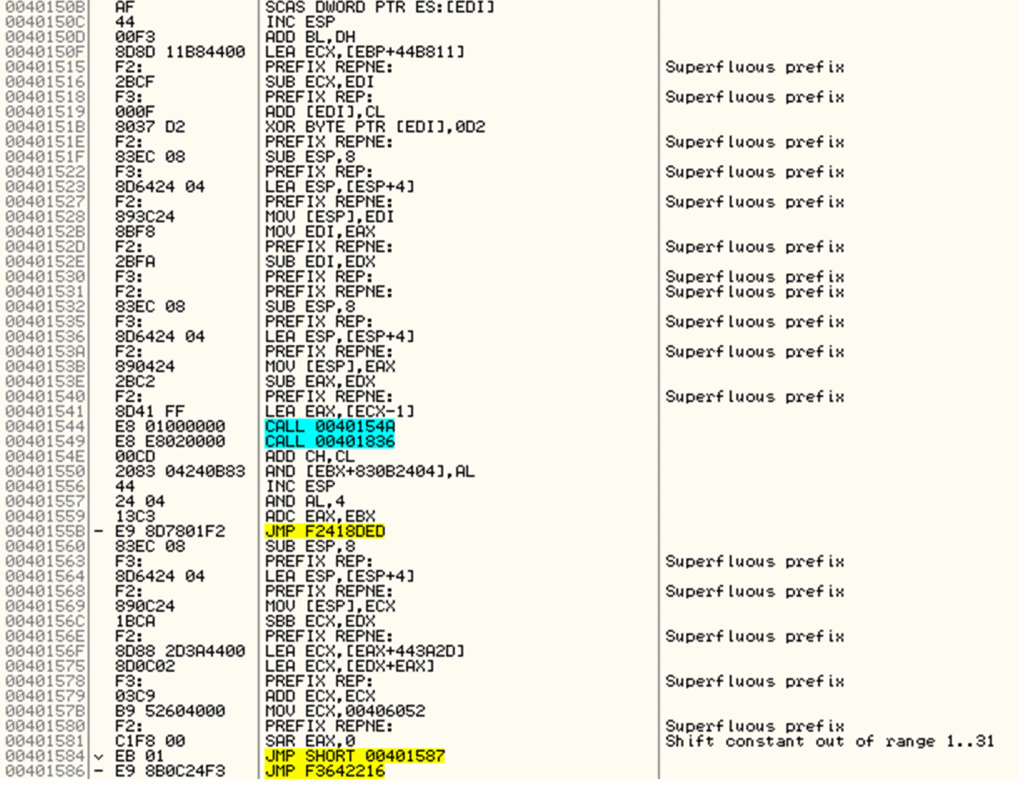 0040150B AF SCAS DWORD PTR ES:[EDI]
0040150C 44 INC ESP
0040150D 00F3 ADD BL,DH
0040150F 8D8D 11B84400 LEA ECX,[EBP+44B811]
00401515 F2: PREFIX REPNE: Superfluous prefix
00401516 2BCF SUB ECX,EDI
00401518 F3: PREFIX REP: Superfluous prefix
00401519 000F ADD [EDI],CL
0040151B 8037 D2 XOR BYTE PTR [EDI],0D2
0040151E F2: PREFIX REPNE: Superfluous prefix
0040151F 83EC 08 SUB ESP,8
00401522 F3: PREFIX REP: Superfluous prefix
00401523 8D6424 04 LEA ESP,[ESP+4]
00401527 F2: PREFIX REPNE: Superfluous prefix
00401528 893C24 MOV [ESP],EDI
0040152B 8BF8 MOV EDI,EAX
0040152D F2: PREFIX REPNE: Superfluous prefix
0040152E 2BFA SUB EDI,EDX
00401530 F3: PREFIX REP: Superfluous prefix
00401531 F2: PREFIX REPNE: Superfluous prefix
00401532 83EC 08 SUB ESP,8
00401535 F3: PREFIX REP: Superfluous prefix
00401536 8D6424 04 LEA ESP,[ESP+4]
0040153A F2: PREFIX REPNE: Superfluous prefix
0040153B 890424 MOV [ESP],EAX
0040153E 2BC2 SUB EAX,EDX
00401540 F2: PREFIX REPNE: Superfluous prefix
00401541 8D41 FF LEA EAX,[ECX-1]
00401544 E8 01000000 CALL 0040154A
00401549 E8 E8020000 CALL 00401836
0040154E 00CD ADD CH,CL
00401550 2083 04240B83 AND [EBX+830B2404],AL
00401556 44 INC ESP
00401557 24 04 AND AL,4
00401559 13C3 ADC EAX,EBX
0040155B - E9 8D7801F2 JMP F2418DED
00401560 83EC 08 SUB ESP,8
00401563 F3: PREFIX REP: Superfluous prefix
00401564 8D6424 04 LEA ESP,[ESP+4]
00401568 F2: PREFIX REPNE: Superfluous prefix
00401569 890C24 MOV [ESP],ECX
0040156C 1BCA SBB ECX,EDX
0040156E F2: PREFIX REPNE: Superfluous prefix
0040156F 8D88 2D3A4400 LEA ECX,[EAX+443A2D]
00401575 8D0C02 LEA ECX,[EDX+EAX]
00401578 F3: PREFIX REP: Superfluous prefix
00401579 03C9 ADD ECX,ECX
0040157B B9 52604000 MOV ECX,00406052
00401580 F2: PREFIX REPNE: Superfluous prefix
00401581 C1F8 00 SAR EAX,0 Shift constant out of range 1..31
00401584 ⌄ EB 01 JMP SHORT 00401587
00401586 - E9 8B0C24F3 JMP F3642216